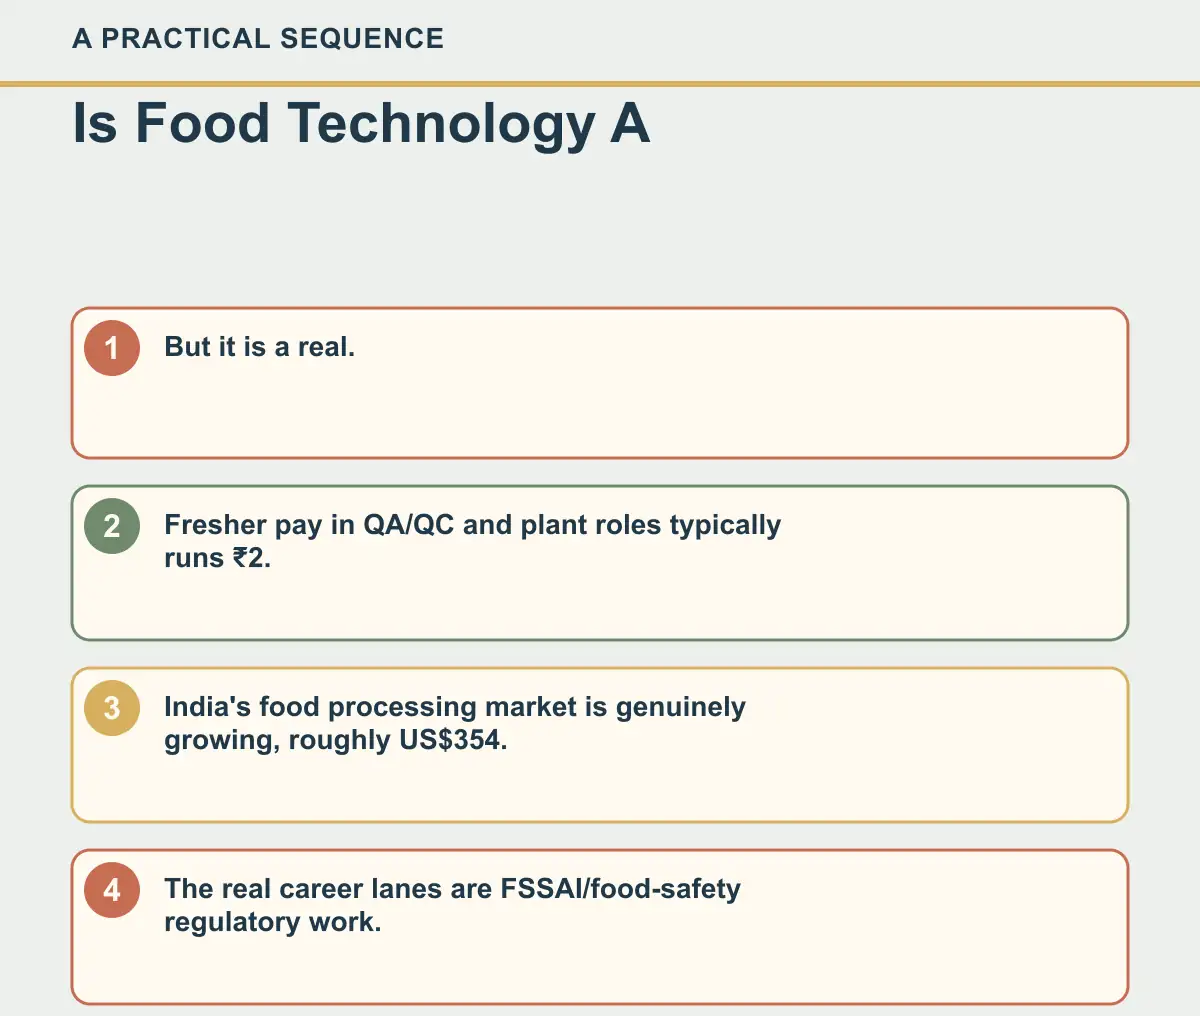 A PRACTICAL SEQUENCE
Is Food Technology A
1
But it is a real.
2
Fresher pay in QA/QC and plant roles typically
runs ₹2.
3
India's food processing market is genuinely
growing, roughly US$354.
4
The real career lanes are FSSAI/food-safety
regulatory work.